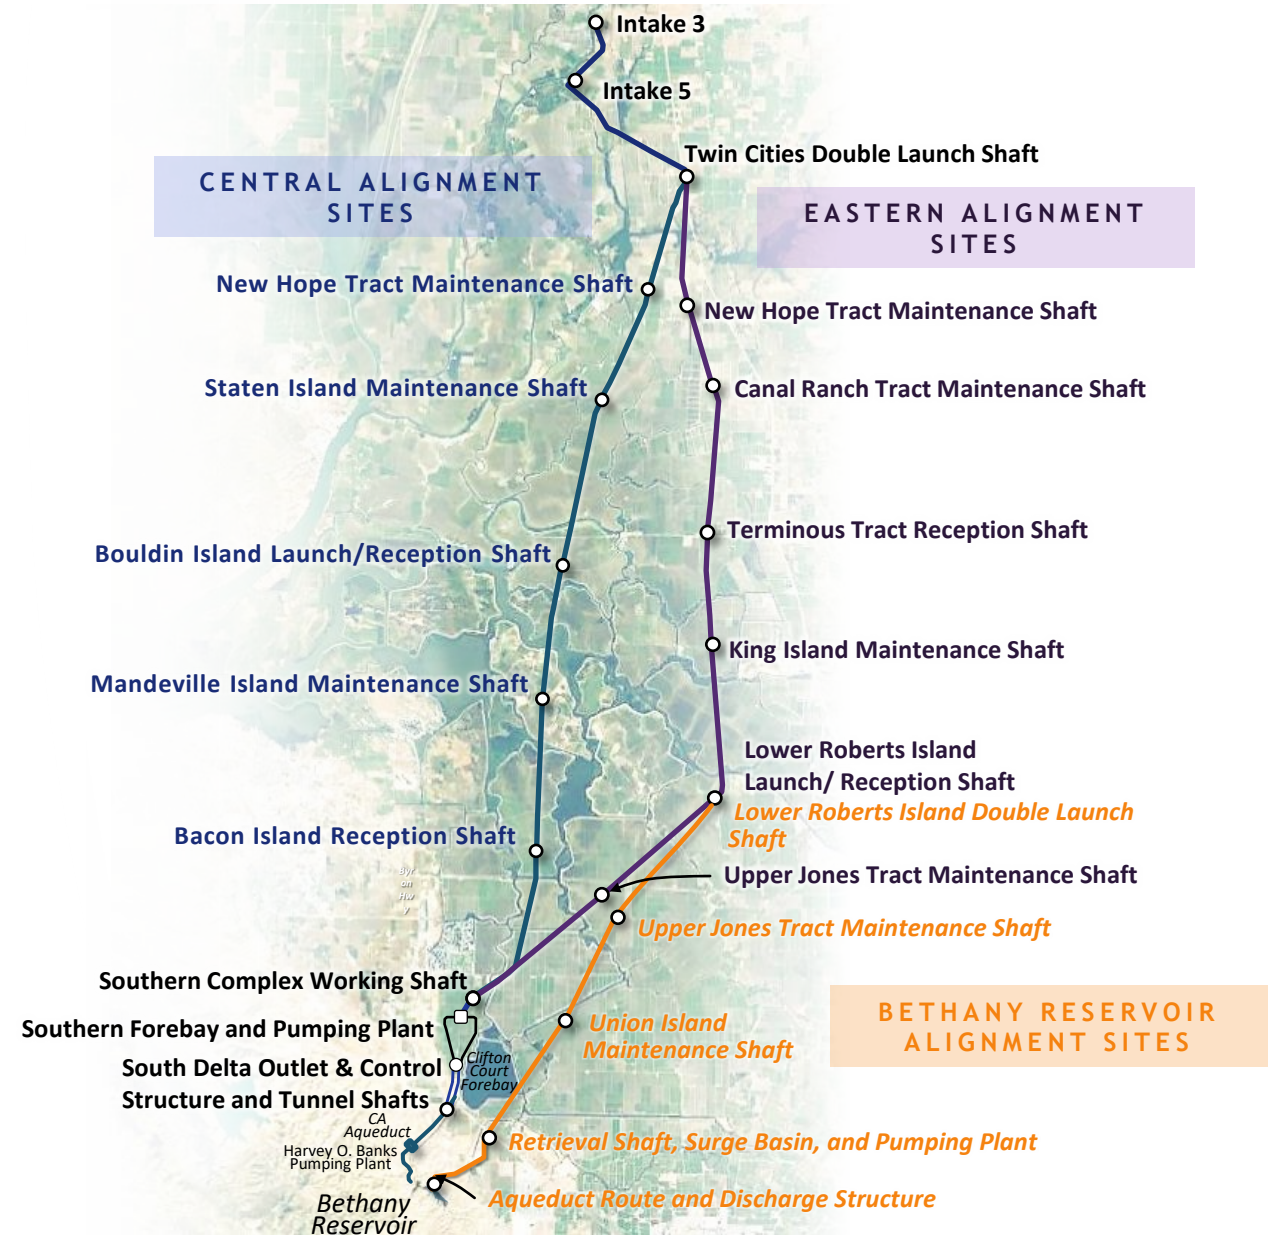 Intake 3
Intake 5
Twin Cities Double Launch Shaft
CENTRAL ALIGNMENT
SITES
EASTERN ALIGNMENT
SITES
New Hope Tract Maintenance Shaft
New Hope Tract Maintenance Shaft
Staten Island Maintenance Shaft
Canal Ranch Tract Maintenance Shaft
Terminous Tract Reception Shaft
Bouldin Island Launch/Reception Shaft
King Island Maintenance Shaft
Mandeville Island Maintenance Shaft
Lower Roberts Island
Launch/ Reception Shaft
Lower Roberts Island Double Launch
Shaft
Bacon Island Reception Shaft
Upper Jones Tract Maintenance Shaft
Byr
on
Hw
y
Upper Jones Tract Maintenance Shaft
Southern Complex Working Shaft
BETHANY RESERVOIR
ALIGNMENT SITES
Southern Forebay and Pumping Plant
Union Island
Maintenance Shaft
South Delta Outlet & Control
Structure and Tunnel Shafts
Clifton
Court
Forebay
CA
Aqueduct
Harvey O. Banks
Pumping Plant
Retrieval Shaft, Surge Basin, and Pumping Plant
Aqueduct Route and Discharge Structure
Bethany
Reservoir